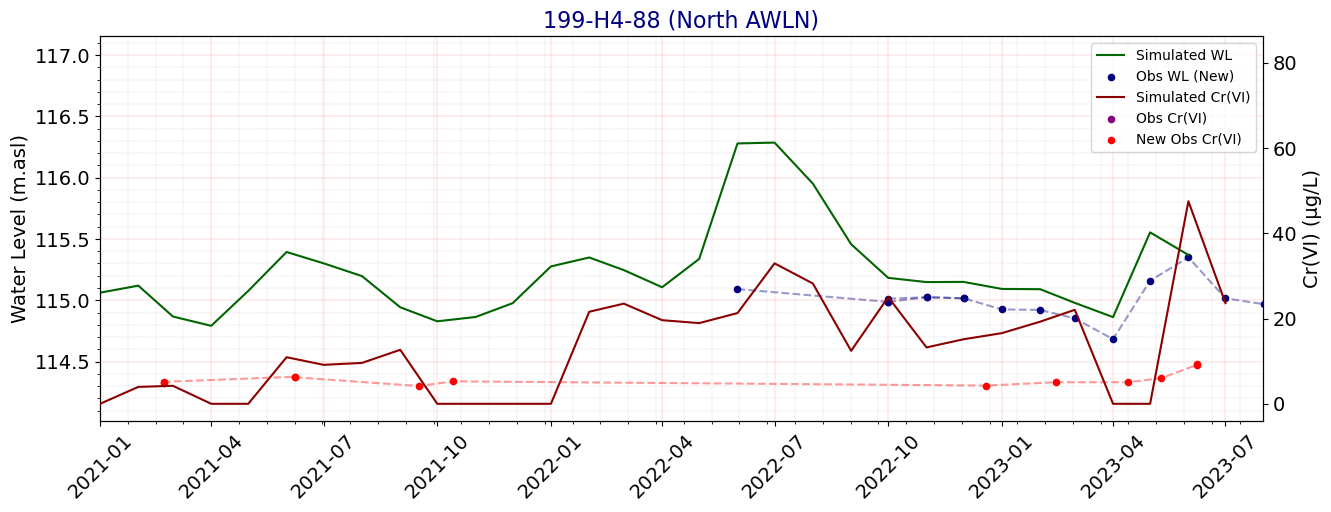 199-H4-88 (North AWLN)
Water Level (m.asl)
117.0
116.5
116.0
115.5
115.0
114.5
Simulated WL
Obs WL (New)
Simulated Cr(VI)
Obs Cr(VI)
New Obs Cr(VI)
80
60
40
20
0
Cr(VI) (μg/L)
2021-01
2021-04
2021-07
2021-10
2022-01
2022-04
2022-07
2022-10
2023-01
2023-04
2023-07